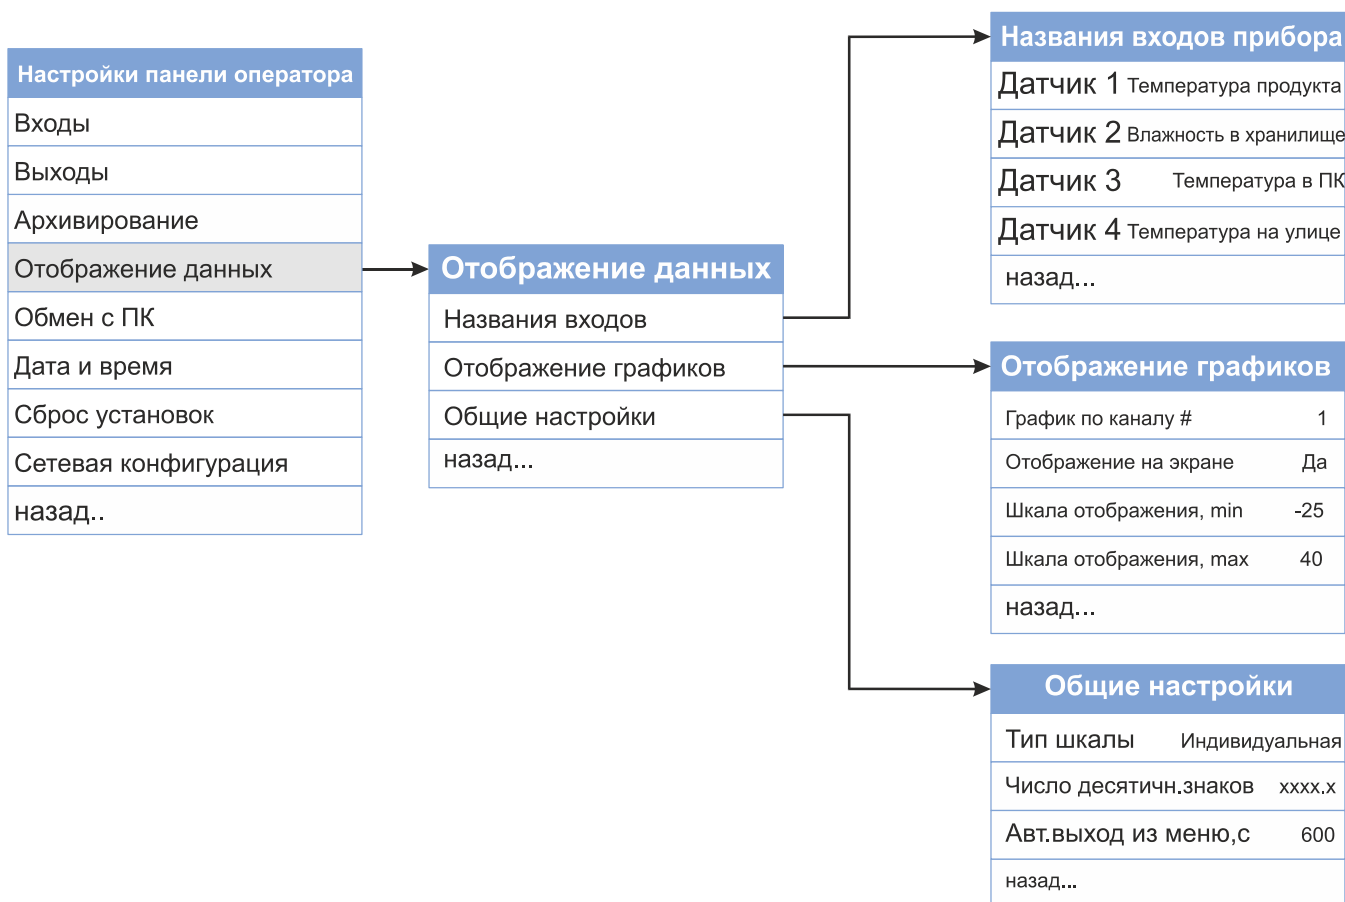 Настройки панели оператора
Входы
Выходы
Архивирование
Отображение данных
Обмен с ПК
Дата и время
Сброс установок
Сетевая конфигурация
назад..
Отображение данных
Названия входов
Отображение графиков
Общие настройки
назад...
Названия входов прибора
Датчик 1 Температура продукта
Датчик 2 Влажность в хранилище
Датчик 3 Температура в ПК
Датчик 4 Температура на улице
назад...
Отображение графиков
График по каналу # 1
Отображение на экране Да
Шкала отображения, min -25
Шкала отображения, max 40
назад...
Общие настройки
Тип шкалы Индивидуальная
Число десятичн.знаков xxxx.x
Авт.выход из меню,с 600
назад...